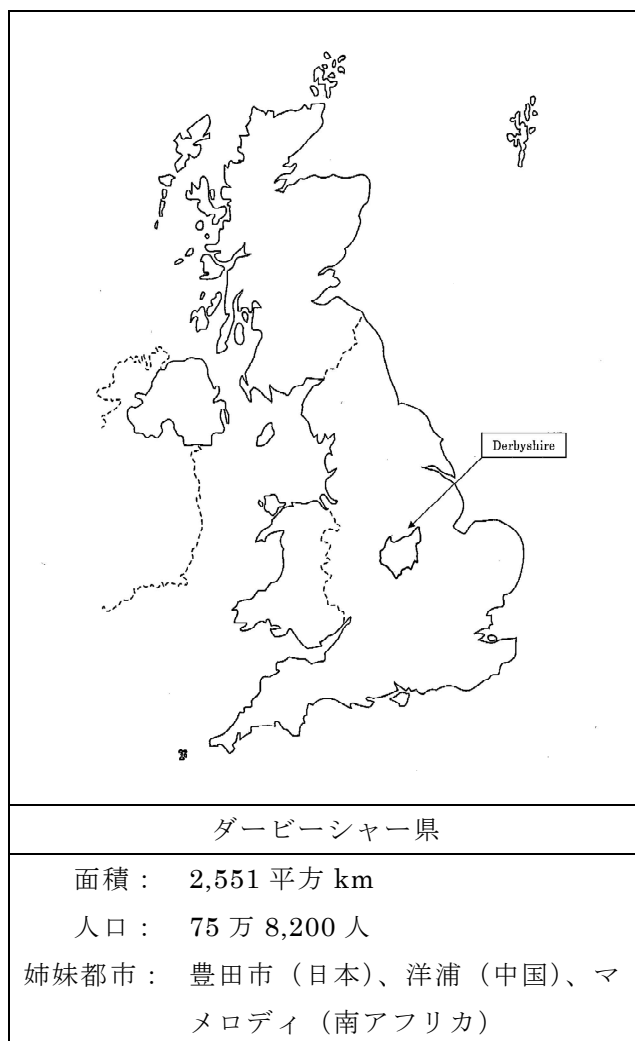 Derbyshire
ダービーシャー県
面積： 2,551 平方 km
人口： 75 万 8,200 人
姉妹都市： 豊田市（日本）、洋浦（中国）、マ
メロディ（南アフリカ）